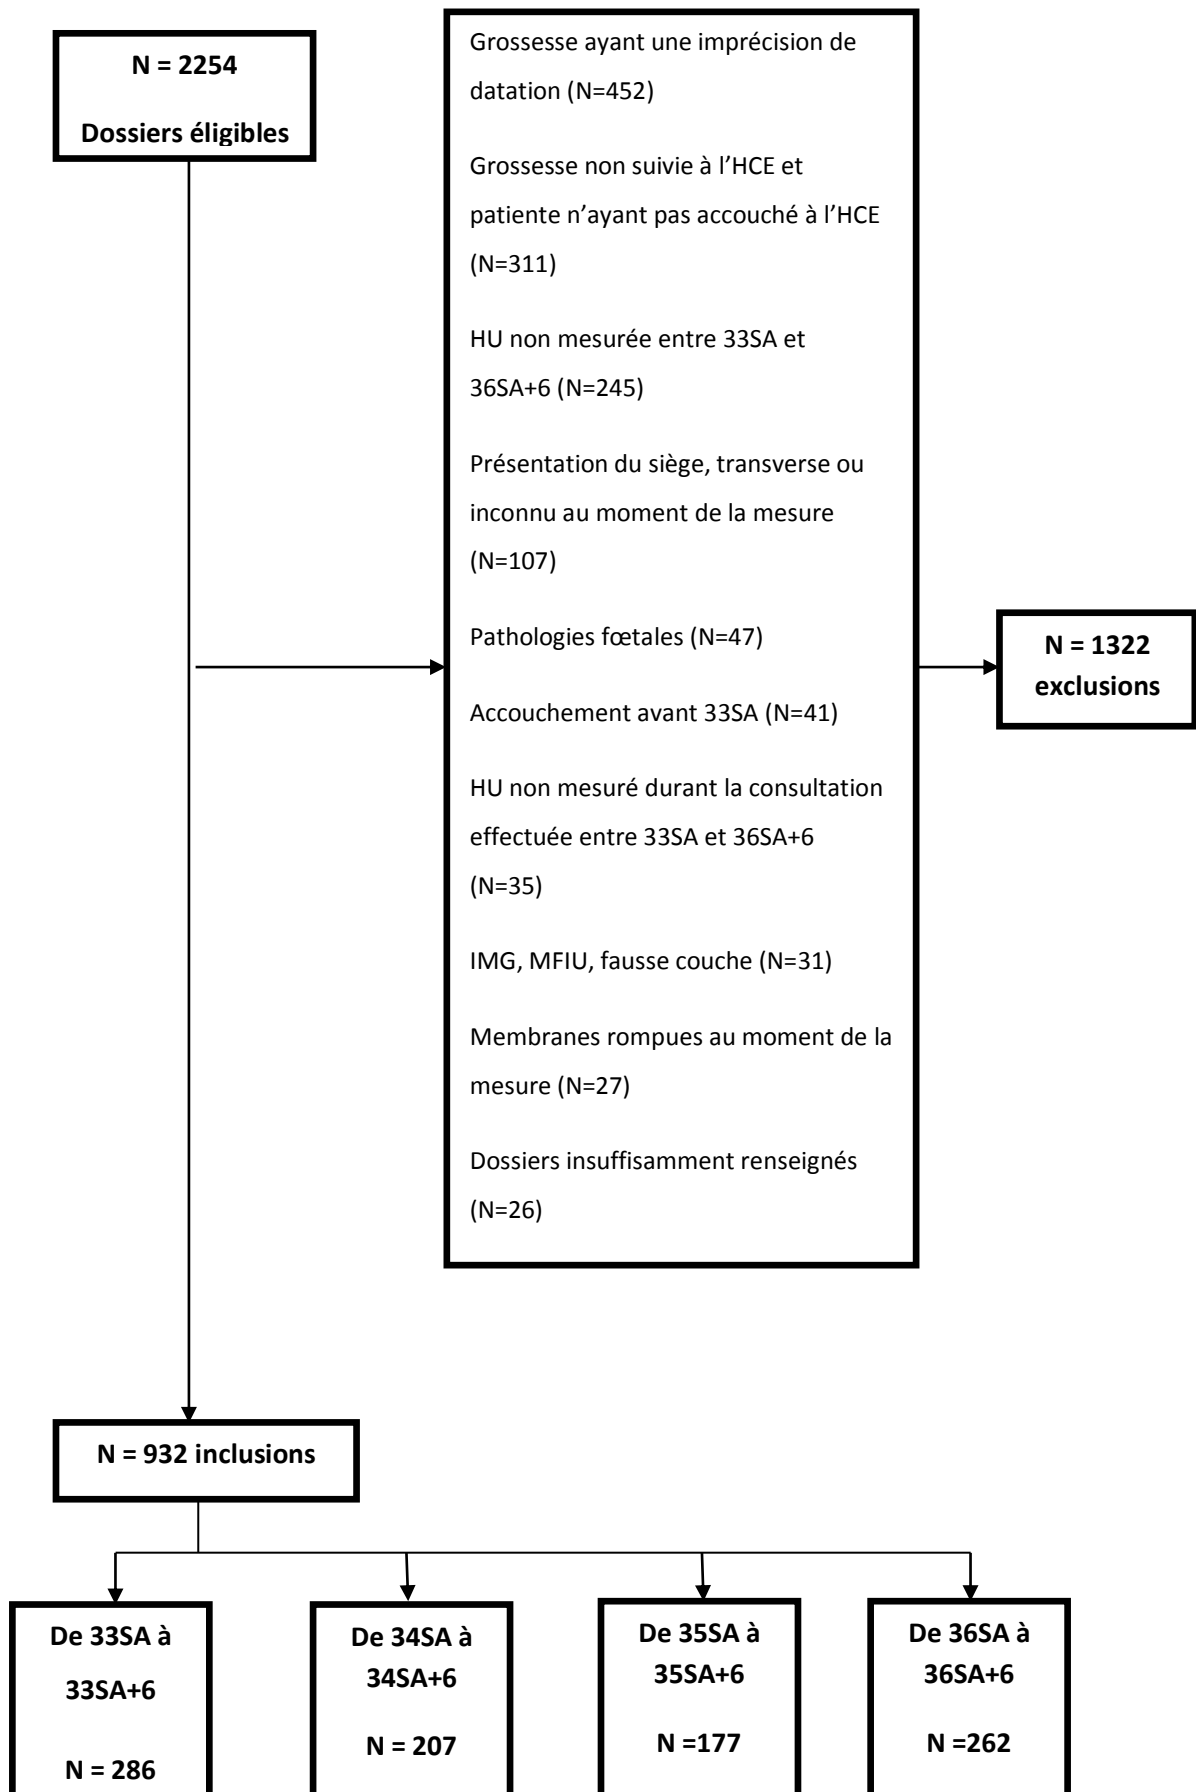 N = 2254
Dossiers éligibles
Grossesse ayant une imprécision de
datation (N=452)
Grossesse non suivie à l’HCE et
patiente n’ayant pas accouché à l’HCE
(N=311)
HU non mesurée entre 33SA et
36SA+6 (N=245)
Présentation du siège, transverse ou
inconnu au moment de la mesure
(N=107)
Pathologies fœtales (N=47)
Accouchement avant 33SA (N=41)
HU non mesuré durant la consultation
effectuée entre 33SA et 36SA+6
(N=35)
IMG, MFIU, fausse couche (N=31)
Membranes rompues au moment de la
mesure (N=27)
Dossiers insuffisamment renseignés
(N=26)
N = 1322
exclusions
N = 932 inclusions
De 33SA à
33SA+6
N = 286
De 34SA à
34SA+6
N = 207
De 35SA à
35SA+6
N =177
De 36SA à
36SA+6
N =262